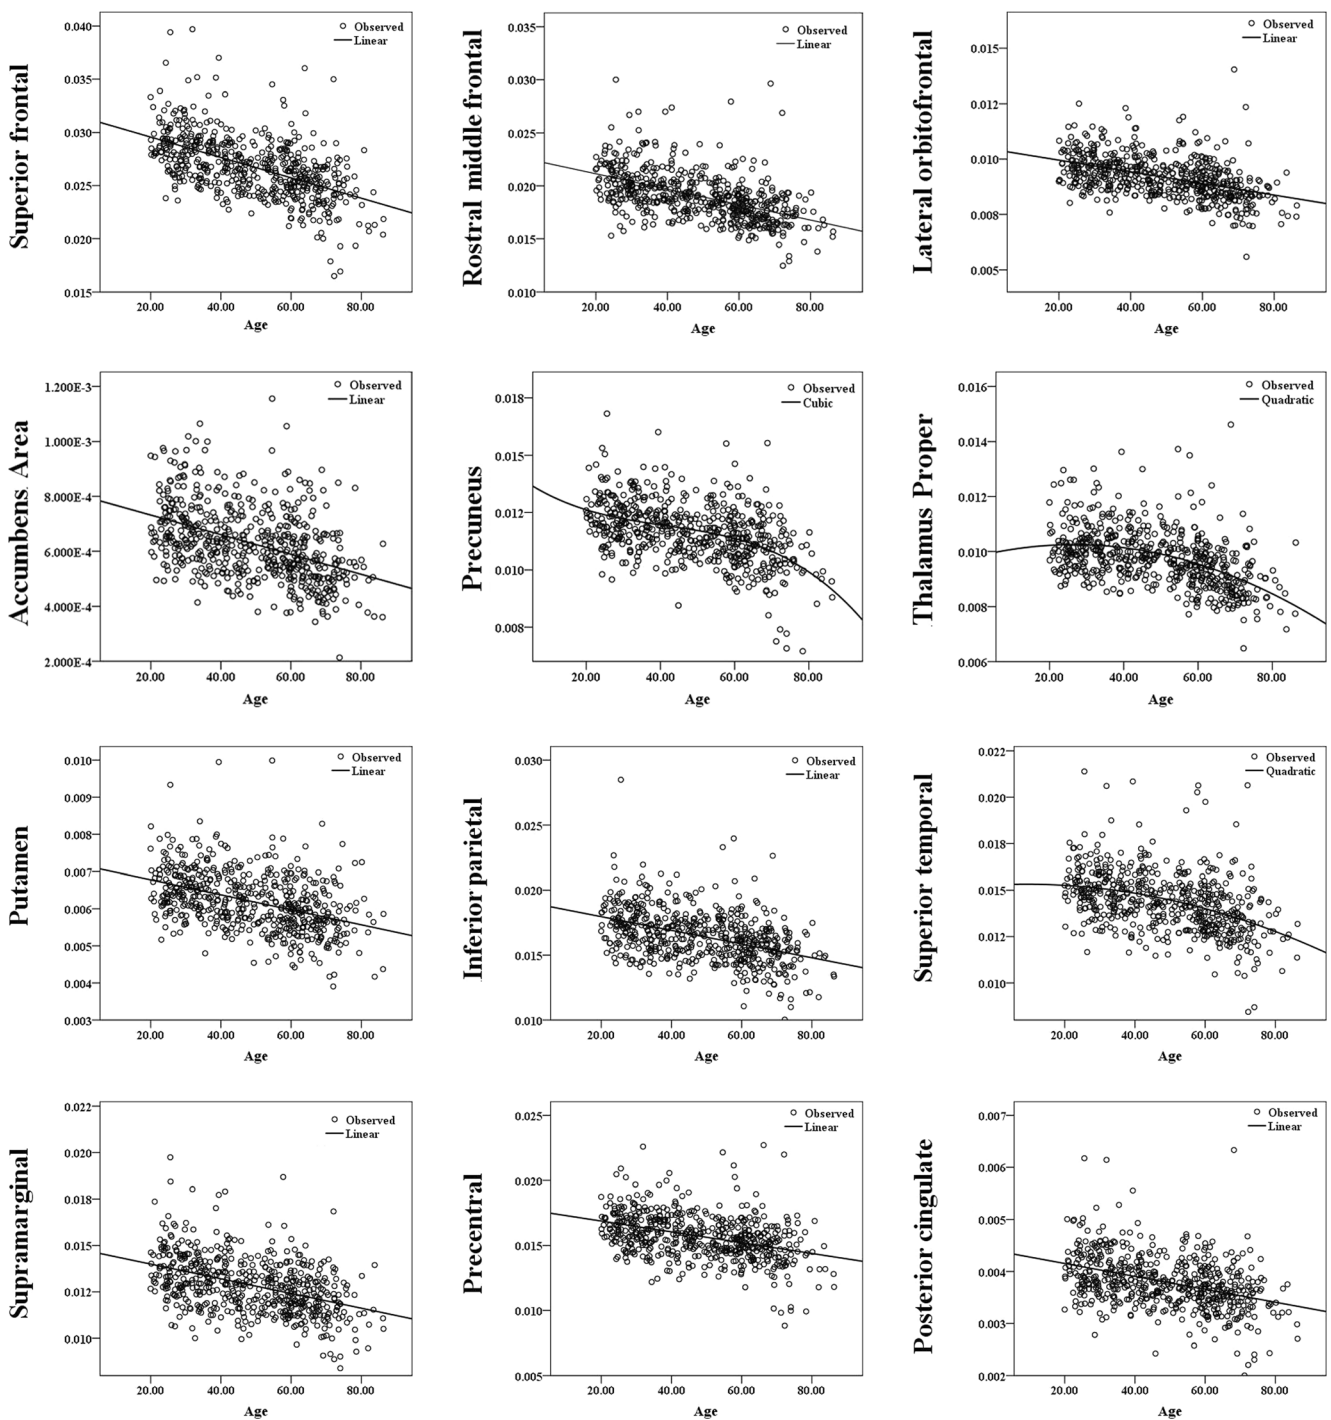 Superior frontal
0.040
0.035
0.030
0.025
0.020
0.015
20.00 40.00 60.00 80.00
Age
Observed
Linear
Rostral middle frontal
0.035
0.030
0.025
0.020
0.015
0.010
20.00 40.00 60.00 80.00
Age
Observed
Linear
Lateral orbitofrontal
0.015
0.012
0.010
0.008
0.005
20.00 40.00 60.00 80.00
Age
Observed
Linear
Accumbens Area
1.200E-3
1.000E-3
8.000E-4
6.000E-4
4.000E-4
2.000E-4
20.00 40.00 60.00 80.00
Age
Observed
Linear
Precuneus
0.018
0.015
0.012
0.010
0.008
20.00 40.00 60.00 80.00
Age
Observed
Cubic
Thalamus Proper
0.016
0.014
0.012
0.010
0.008
0.006
20.00 40.00 60.00 80.00
Age
Observed
Quadratic
Putamen
0.010
0.009
0.008
0.007
0.006
0.005
0.004
0.003
20.00 40.00 60.00 80.00
Age
Observed
Linear
Inferior parietal
0.030
0.025
0.020
0.015
0.010
20.00 40.00 60.00 80.00
Age
Observed
Linear
Superior temporal
0.022
0.020
0.018
0.015
0.012
0.010
20.00 40.00 60.00 80.00
Age
Observed
Quadratic
Supramarginal
0.022
0.020
0.018
0.015
0.012
0.010
20.00 40.00 60.00 80.00
Age
Observed
Linear
Precentral
0.025
0.020
0.015
0.010
0.005
20.00 40.00 60.00 80.00
Age
Observed
Linear
Posterior cingulate
0.007
0.006
0.005
0.004
0.003
0.002
20.00 40.00 60.00 80.00
Age
Observed
Linear